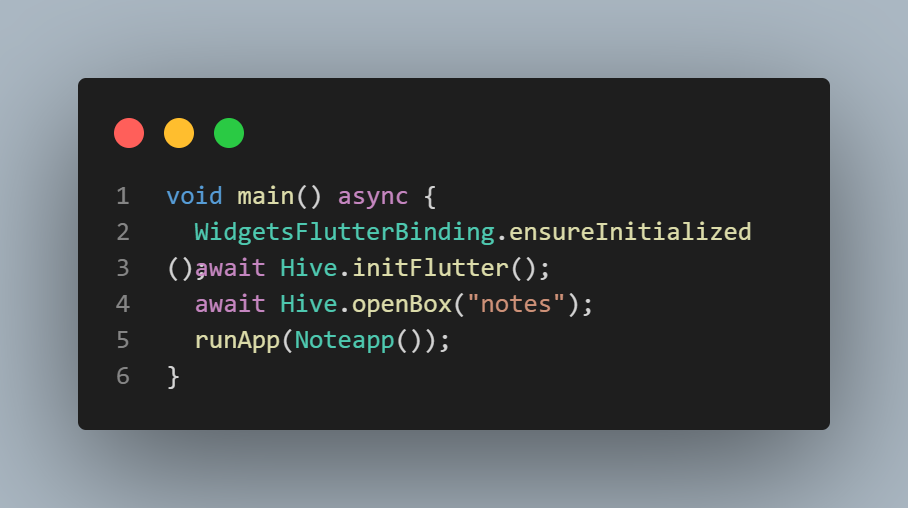 1 void main() async {
2   WidgetsFlutterBinding.ensureInitialized
();
3   await Hive.initFlutter();
4   await Hive.openBox("notes");
5   runApp(Noteapp());
6 }